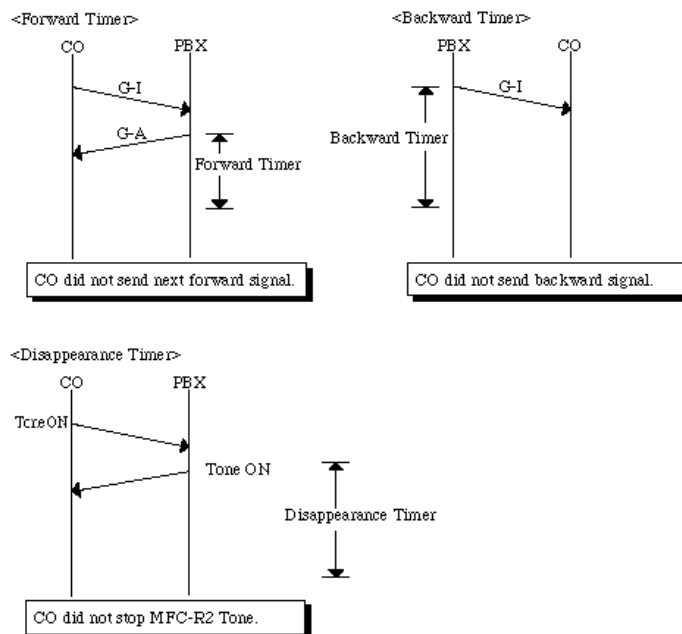 <Forward Timer>
CO PBX
G-I
G-A
Forward Timer
CO did not send next forward signal.
<Backward Timer>
PBX CO
G-I
Backward Timer
CO did not send backward signal.
<Disappearance Timer>
CO PBX
Tone ON
Tone ON
Disappearance Timer
CO did not stop MFC-R2 Tone.